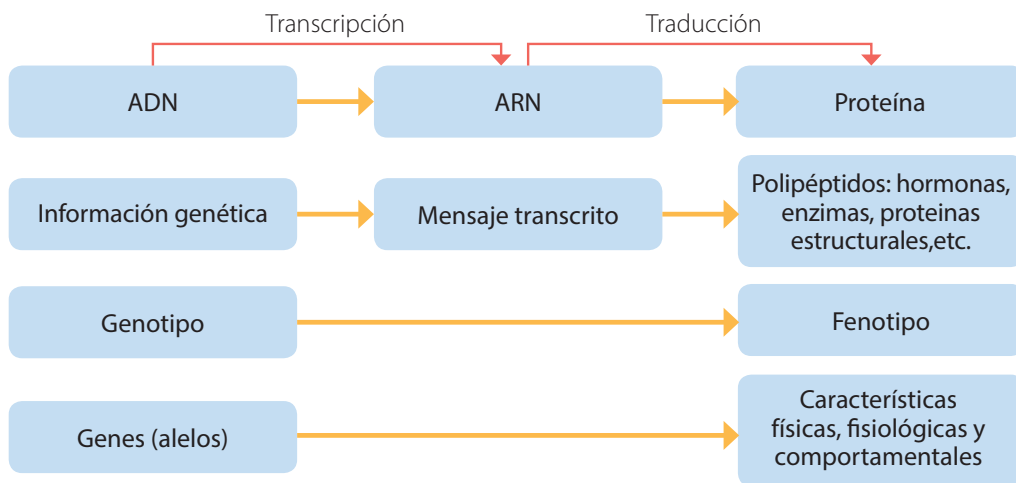 Transcripción
Traducción
ADN
ARN
Proteína
Información genética
Mensaje transcrito
Polipéptidos: hormonas,
enzimas, proteinas
estructurales,etc.
Genotipo
Fenotipo
Genes (alelos)
Características
físicas, fisiológicas y
comportamentales